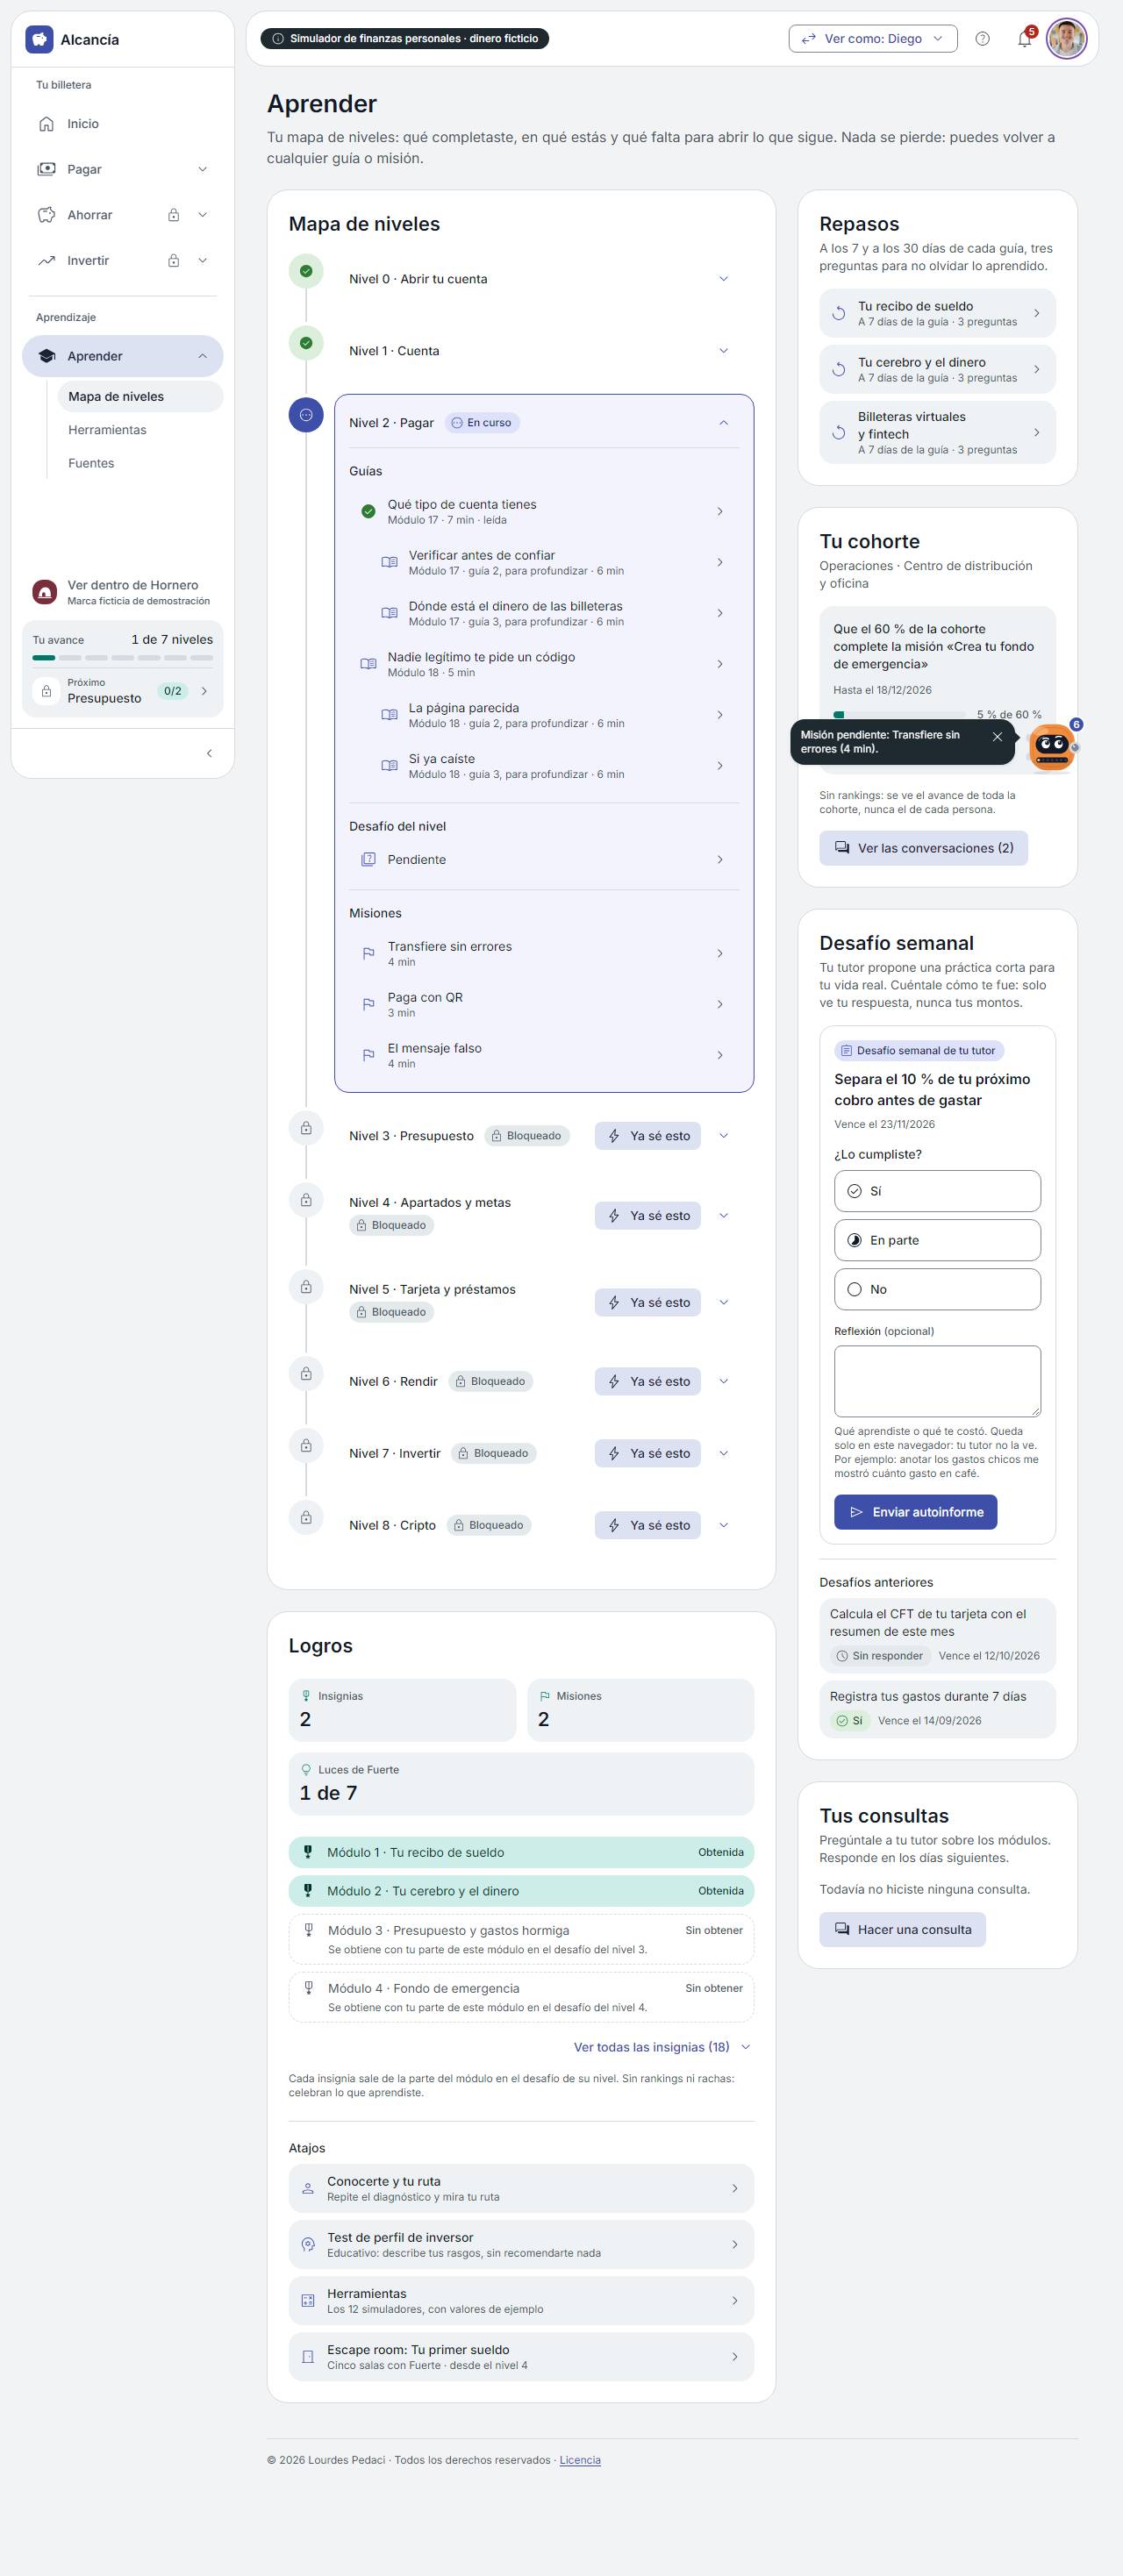 Alcancía
Tu billetera
Inicio
Pagar
Ahorrar
Invertir
Aprendizaje
Aprender
Mapa de niveles
Herramientas
Fuentes
Ver dentro de Hornero
Marca ficticia de demostración
Tu avance
1 de 7 niveles
Próximo
Presupuesto
0/2
Simulador de finanzas personales · dinero ficticio
Ver como: Diego
5
Aprender
Tu mapa de niveles: qué completaste, en qué estás y qué falta para abrir lo que sigue. Nada se pierde: puedes volver a
cualquier guía o misión.
Mapa de niveles
Nivel 0 · Abrir tu cuenta
Nivel 1 · Cuenta
Nivel 2 · Pagar
En curso
Guías
Qué tipo de cuenta tienes
Módulo 17 · 7 min · leída
Verificar antes de confiar
Módulo 17 · guía 2, para profundizar · 6 min
Dónde está el dinero de las billeteras
Módulo 17 · guía 3, para profundizar · 6 min
Nadie legítimo te pide un código
Módulo 18 · 5 min
La página parecida
Módulo 18 · guía 2, para profundizar · 6 min
Si ya caíste
Módulo 18 · guía 3, para profundizar · 6 min
Desafío del nivel
Pendiente
Misiones
Transfiere sin errores
4 min
Paga con QR
3 min
El mensaje falso
4 min
Nivel 3 · Presupuesto
Bloqueado
Ya sé esto
Nivel 4 · Apartados y metas
Bloqueado
Ya sé esto
Nivel 5 · Tarjeta y préstamos
Bloqueado
Ya sé esto
Nivel 6 · Rendir
Bloqueado
Ya sé esto
Nivel 7 · Invertir
Bloqueado
Ya sé esto
Nivel 8 · Cripto
Bloqueado
Ya sé esto
Logros
Insignias
2
Misiones
2
Luces de Fuerte
1 de 7
Módulo 1 · Tu recibo de sueldo
Obtenida
Módulo 2 · Tu cerebro y el dinero
Obtenida
Módulo 3 · Presupuesto y gastos hormiga
Sin obtener
Se obtiene con tu parte de este módulo en el desafío del nivel 3.
Módulo 4 · Fondo de emergencia
Sin obtener
Se obtiene con tu parte de este módulo en el desafío del nivel 4.
Ver todas las insignias (18)
Cada insignia sale de la parte del módulo en el desafío de su nivel. Sin rankings ni rachas:
celebran lo que aprendiste.
Atajos
Conocerte y tu ruta
Repite el diagnóstico y mira tu ruta
Test de perfil de inversor
Educativo: describe tus rasgos, sin recomendarte nada
Herramientas
Los 12 simuladores, con valores de ejemplo
Escape room: Tu primer sueldo
Cinco salas con Fuerte · desde el nivel 4
Repasos
A los 7 y a los 30 días de cada guía, tres
preguntas para no olvidar lo aprendido.
Tu recibo de sueldo
A 7 días de la guía · 3 preguntas
Tu cerebro y el dinero
A 7 días de la guía · 3 preguntas
Billeteras virtuales
y fintech
A 7 días de la guía · 3 preguntas
Tu cohorte
Operaciones · Centro de distribución
y oficina
Que el 60 % de la cohorte
complete la misión «Crea tu fondo
de emergencia»
Hasta el 18/12/2026
5 % de 60 %
Misión pendiente: Transfiere sin
errores (4 min).
6
Sin rankings: se ve el avance de toda la
cohorte, nunca el de cada persona.
Ver las conversaciones (2)
Desafío semanal
Tu tutor propone una práctica corta para
tu vida real. Cuéntale cómo te fue: solo
ve tu respuesta, nunca tus montos.
Desafío semanal de tu tutor
Separa el 10 % de tu próximo
cobro antes de gastar
Vence el 23/11/2026
¿Lo cumpliste?
Sí
En parte
No
Reflexión (opcional)
Qué aprendiste o qué te costó. Queda
solo en este navegador: tu tutor no la ve.
Por ejemplo: anotar los gastos chicos me
mostró cuánto gasto en café.
Enviar autoinforme
Desafíos anteriores
Calcula el CFT de tu tarjeta con el
resumen de este mes
Sin responder
Vence el 12/10/2026
Registra tus gastos durante 7 días
Sí
Vence el 14/09/2026
Tus consultas
Pregúntale a tu tutor sobre los módulos.
Responde en los días siguientes.
Todavía no hiciste ninguna consulta.
Hacer una consulta
© 2026 Lourdes Pedaci · Todos los derechos reservados · Licencia